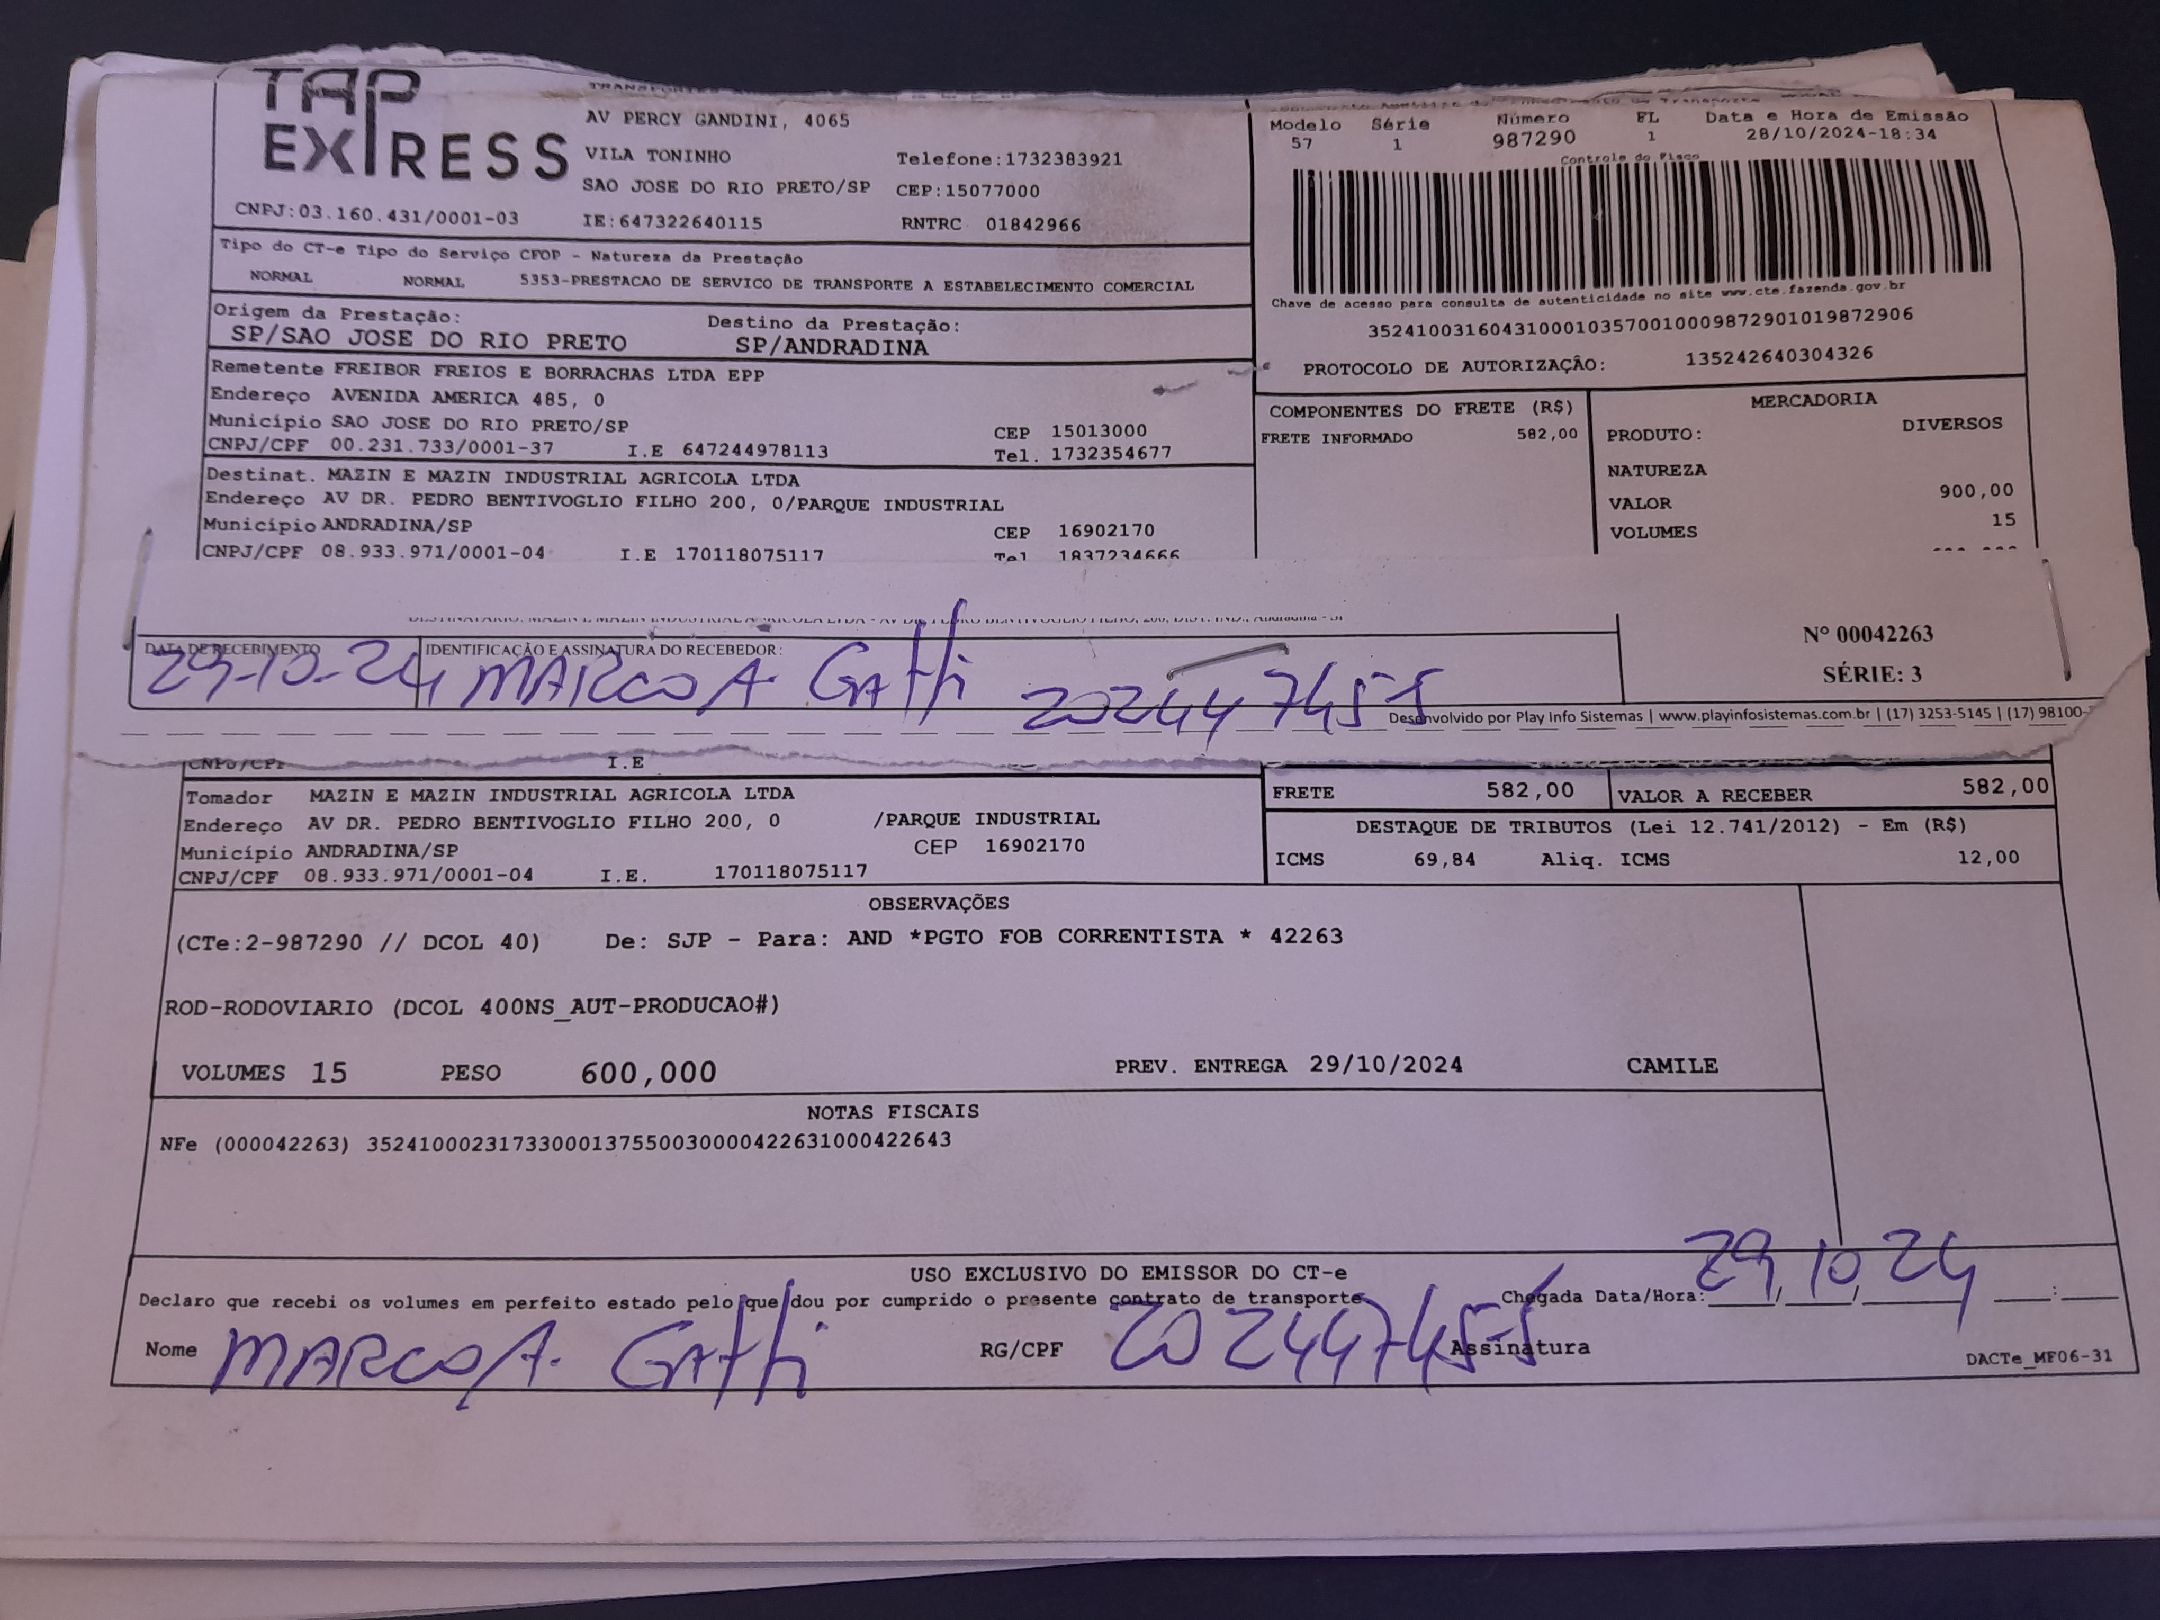 TAP
EXPRESS
AV PERCY GANDINI, 4065
VILA TONINHO Telefone:1732383921
SAO JOSE DO RIO PRETO/SP CEP:15077000
CNPJ:03.160.431/0001-03 IE:647322640115 RNTRC 01842966
Modelo Série Número FL Data e Hora de Emissão
57 1 987290 1 28/10/2024-18:34
Controle do Fisco
Tipo do CT-e Tipo do Serviço CFOP - Natureza da Prestação
NORMAL NORMAL 5353-PRESTACAO DE SERVICO DE TRANSPORTE A ESTABELECIMENTO COMERCIAL
Chave de acesso para consulta de autenticidade no site www.cte.fazenda.gov.br
35241003160431000103570010009872901019872906
PROTOCOLO DE AUTORIZAÇÃO: 135242640304326
Origem da Prestação: Destino da Prestação:
SP/SAO JOSE DO RIO PRETO SP/ANDRADINA
Remetente FREIBOR FREIOS E BORRACHAS LTDA EPP
Endereço AVENIDA AMERICA 485, 0
Município SAO JOSE DO RIO PRETO/SP CEP 15013000
CNPJ/CPF 00.231.733/0001-37 I.E 647244978113 Tel. 1732354677
COMPONENTES DO FRETE (R$)
FRETE INFORMADO 582,00
MERCADORIA
PRODUTO: DIVERSOS
NATUREZA
VALOR 900,00
VOLUMES 15
Destinat. MAZIN E MAZIN INDUSTRIAL AGRICOLA LTDA
Endereço AV DR. PEDRO BENTIVOGLIO FILHO 200, 0/PARQUE INDUSTRIAL
Município ANDRADINA/SP CEP 16902170
CNPJ/CPF 08.933.971/0001-04 I.E 170118075117 Tel 1837234666
DATA DE RECEBIMENTO IDENTIFICAÇÃO E ASSINATURA DO RECEBEDOR:
29-10-24 MARCO A. GAtti 202447455
Nº 00042263
SÉRIE: 3
Desenvolvido por Play Info Sistemas | www.playinfosistemas.com.br | (17) 3253-5145 | (17) 98100-
CNPJ/CPF I.E
Tomador MAZIN E MAZIN INDUSTRIAL AGRICOLA LTDA
Endereço AV DR. PEDRO BENTIVOGLIO FILHO 200, 0 /PARQUE INDUSTRIAL
Município ANDRADINA/SP CEP 16902170
CNPJ/CPF 08.933.971/0001-04 I.E. 170118075117
FRETE 582,00 VALOR A RECEBER 582,00
DESTAQUE DE TRIBUTOS (Lei 12.741/2012) - Em (R$)
ICMS 69,84 Aliq. ICMS 12,00
OBSERVAÇÕES
(CTe:2-987290 // DCOL 40) De: SJP - Para: AND *PGTO FOB CORRENTISTA * 42263
ROD-RODOVIARIO (DCOL 400NS_AUT-PRODUCAO#)
VOLUMES 15 PESO 600,000 PREV. ENTREGA 29/10/2024 CAMILE
NOTAS FISCAIS
NFe (000042263) 35241000231733000137550030000422631000422643
USO EXCLUSIVO DO EMISSOR DO CT-e
Declaro que recebi os volumes em perfeito estado pelo que dou por cumprido o presente contrato de transporte Chegada Data/Hora: 29/10/24 :
Nome MARCO A. GAtti RG/CPF 202447455 Assinatura
DACTe_MF06-31